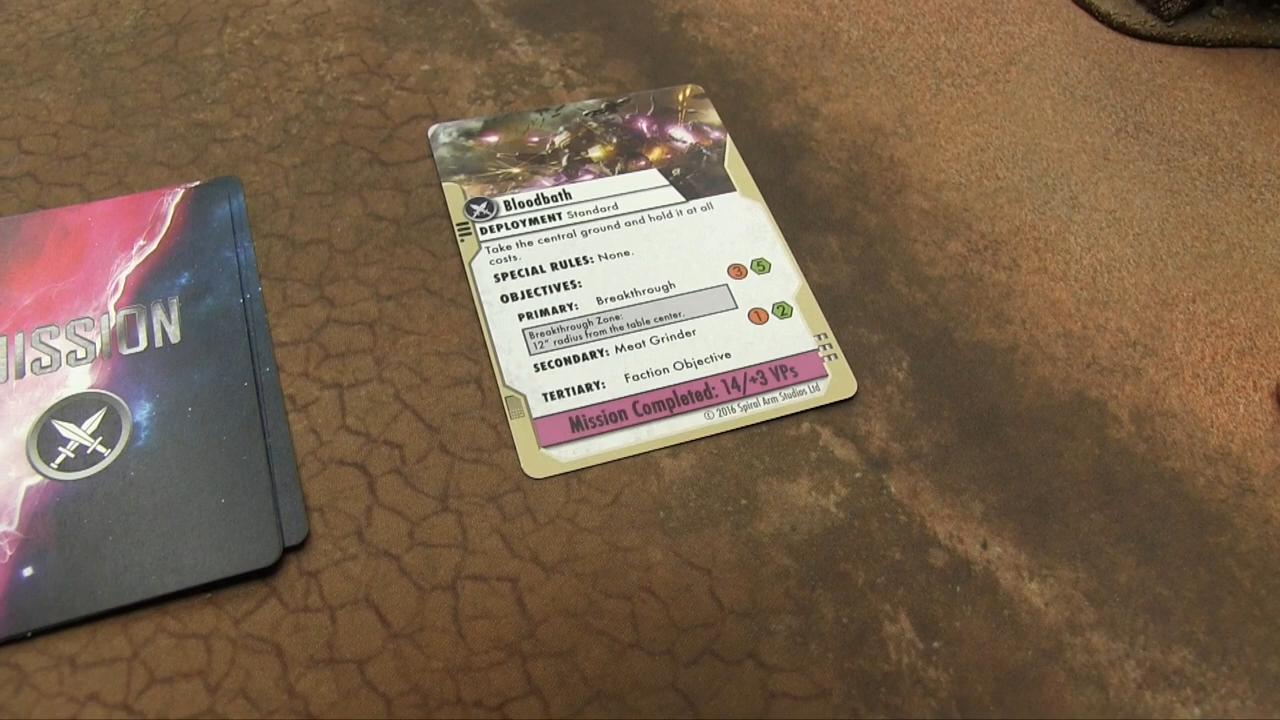 Bloodbath
DEPLOYMENT Standard
Take the central ground and hold it at all
costs.
SPECIAL RULES: None.
OBJECTIVES:
PRIMARY: Breakthrough 3 5
Breakthrough Zone:
12" radius from the table center.
SECONDARY: Meat Grinder 1 2
TERTIARY: Faction Objective
Mission Completed: 14/+3 VPs
© 2016 Spiral Arm Studios Ltd
ISSION